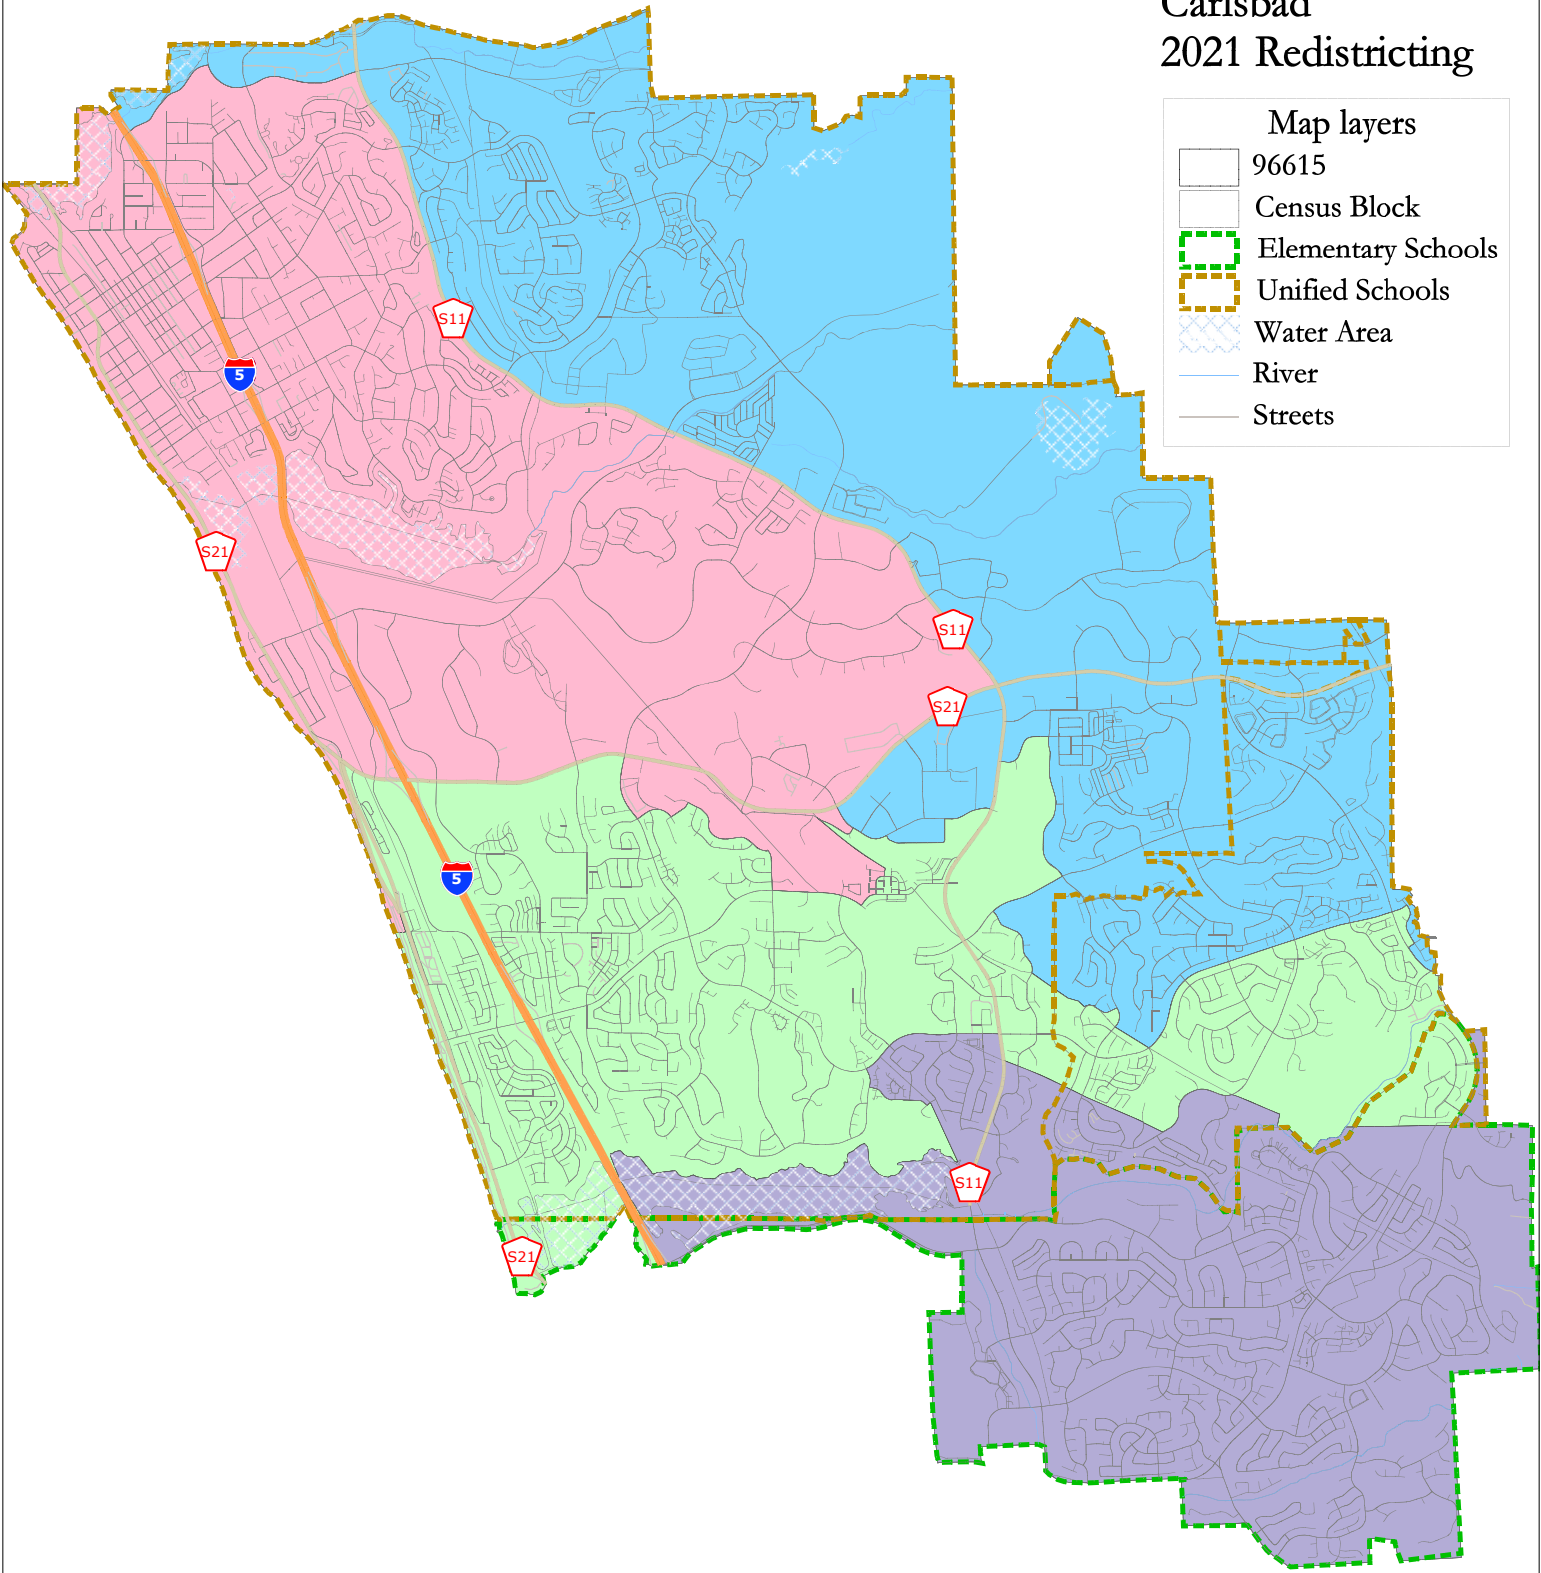 Carlsbad
2021 Redistricting
Map layers
96615
Census Block
Elementary Schools
Unified Schools
Water Area
River
Streets
S11
5
S21
S11
S21
5
S11
S21